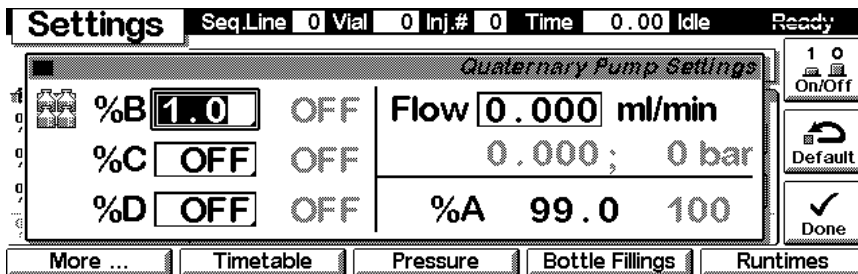 Settings Seq.Line 0 Vial 0 Inj.# 0 Time 0.00 Idle Ready
Quaternary Pump Settings
1 0
On/Off
%B 1.0 OFF Flow 0.000 ml/min
%C OFF OFF 0.000; 0 bar
Default
%D OFF OFF %A 99.0 100
Done
More ... Timetable Pressure Bottle Fillings Runtimes